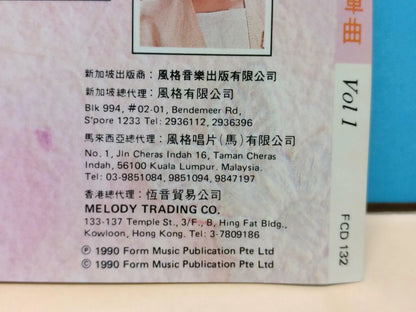 新加坡出版商：風格音樂出版有限公司
新加坡總代理：風格有限公司
Blk 994, #02-01, Bendemeer Rd,
S'pore 1233 Tel: 2936112, 2936396
馬來西亞總代理：風格唱片(馬)有限公司
No. 1, Jln Cheras Indah 16, Taman Cheras
Indah, 56100 Kuala Lumpur. Malaysia.
Tel: 03-9851084, 9851094, 9847197
香港總代理：恆音貿易公司
MELODY TRADING CO.
133-137 Temple St., 3/F., B, Hing Fat Bldg.,
Kowloon, Hong Kong. Tel: 3-7809186
Ⓟ 1990 Form Music Publication Pte Ltd
© 1990 Form Music Publication Pte Ltd
單曲
Vol 1
FCD 132